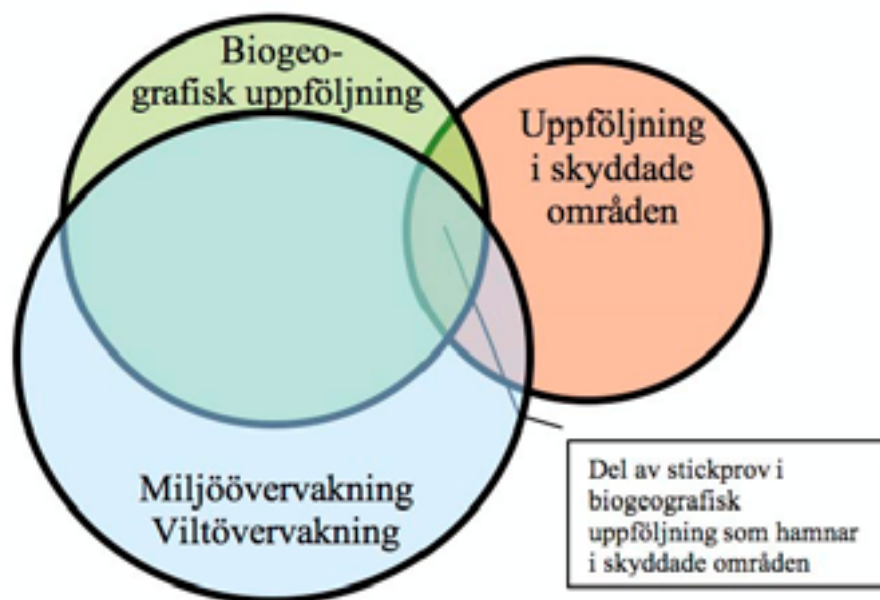 Biogeo-
grafisk uppföljning
Uppföljning
i skyddade
områden
Miljöövervakning
Viltövervakning
Del av stickprov i
biogeografisk
uppföljning som hamnar
i skyddade områden